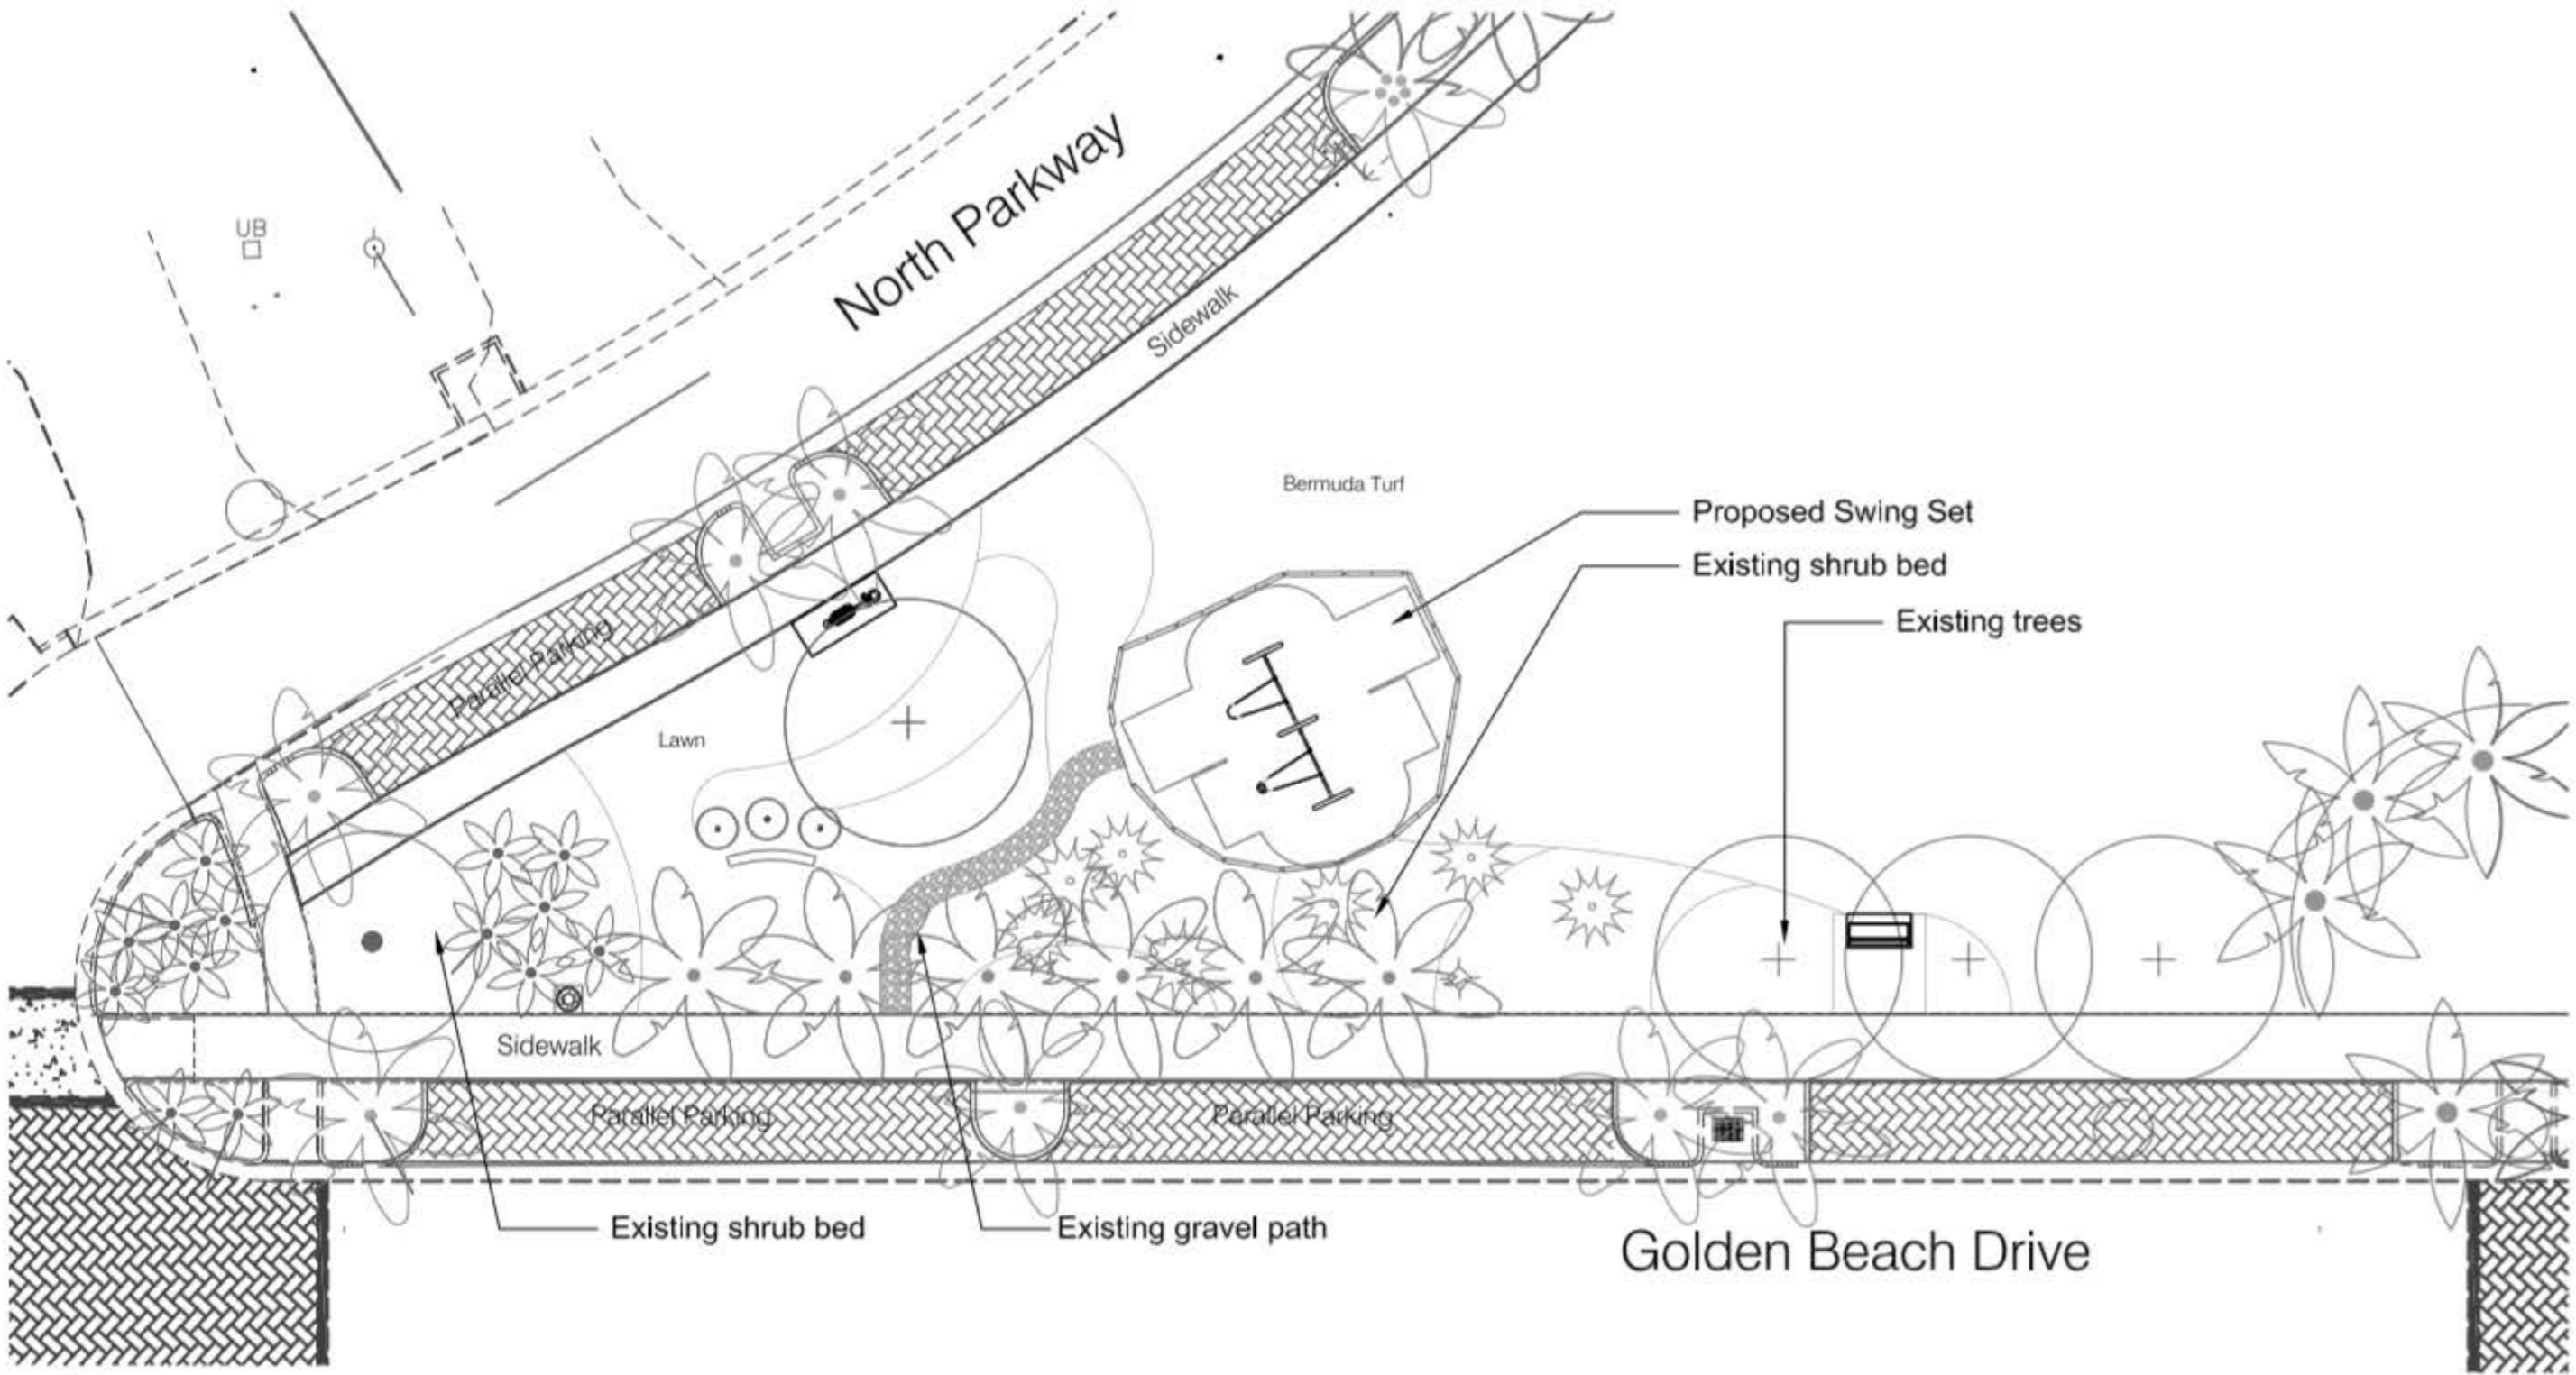 UB
North Parkway
Sidewalk
Bermuda Turf
Proposed Swing Set
Existing shrub bed
Existing trees
Parallel Parking
Lawn
Sidewalk
Parallel Parking
Parallel Parking
Existing shrub bed
Existing gravel path
Golden Beach Drive